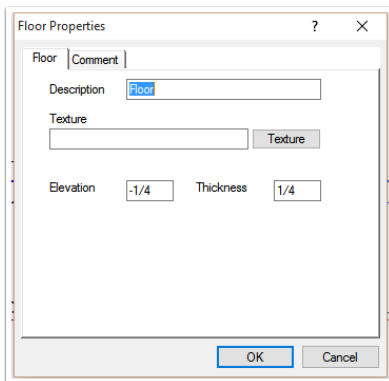 Floor Properties ? X
Floor Comment
Description Floor
Texture
Texture
Elevation -1/4 Thickness 1/4
OK Cancel